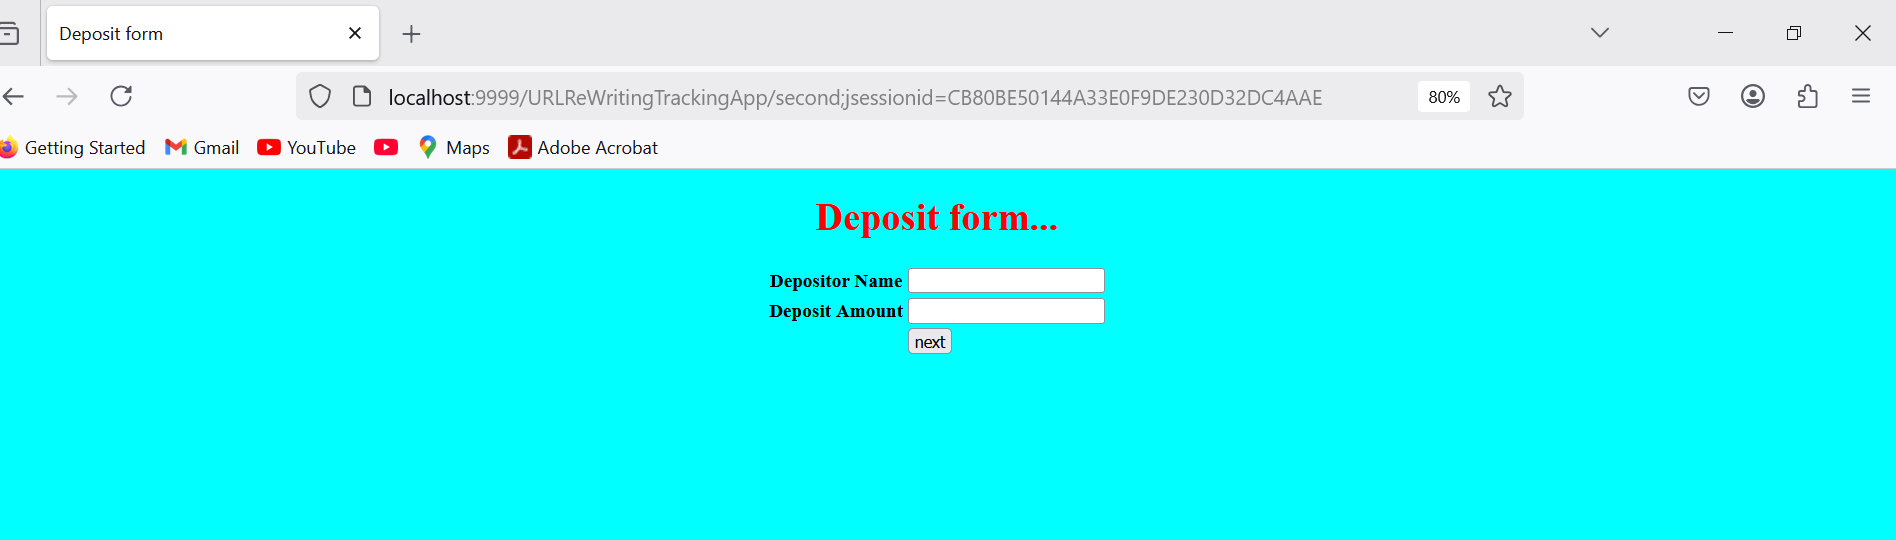 Deposit form
localhost:9999/URLReWritingTrackingApp/second;jsessionid=CB80BE50144A33E0F9DE230D32DC4AAE 80%
Getting Started Gmail YouTube Maps Adobe Acrobat
Deposit form...
Depositor Name
Deposit Amount
next